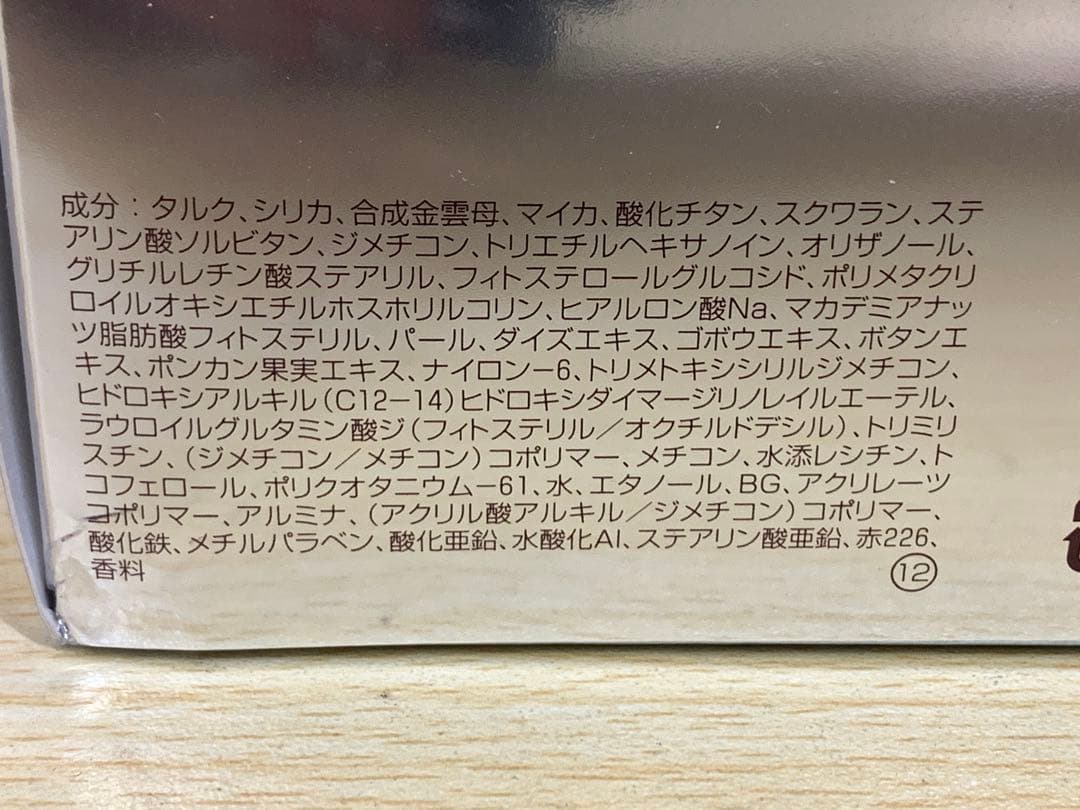 成分：タルク、シリカ、合成金雲母、マイカ、酸化チタン、スクワラン、ステ
アリン酸ソルビタン、ジメチコン、トリエチルヘキサノイン、オリザノール、
グリチルレチン酸ステアリル、フィトステロールグルコシド、ポリメタクリ
ロイルオキシエチルホスホリルコリン、ヒアルロン酸Na、マカデミアナッ
ツ脂肪酸フィトステリル、パール、ダイズエキス、ゴボウエキス、ボタンエ
キス、ポンカン果実エキス、ナイロン−6、トリメトキシシリルジメチコン、
ヒドロキシアルキル（C12−14）ヒドロキシダイマージリノレイルエーテル、
ラウロイルグルタミン酸ジ（フィトステリル／オクチルドデシル）、トリミリ
スチン、（ジメチコン／メチコン）コポリマー、メチコン、水添レシチン、ト
コフェロール、ポリクオタニウム−61、水、エタノール、BG、アクリレーツ
コポリマー、アルミナ、（アクリル酸アルキル／ジメチコン）コポリマー、
酸化鉄、メチルパラベン、酸化亜鉛、水酸化Al、ステアリン酸亜鉛、赤226、
香料 ⑫